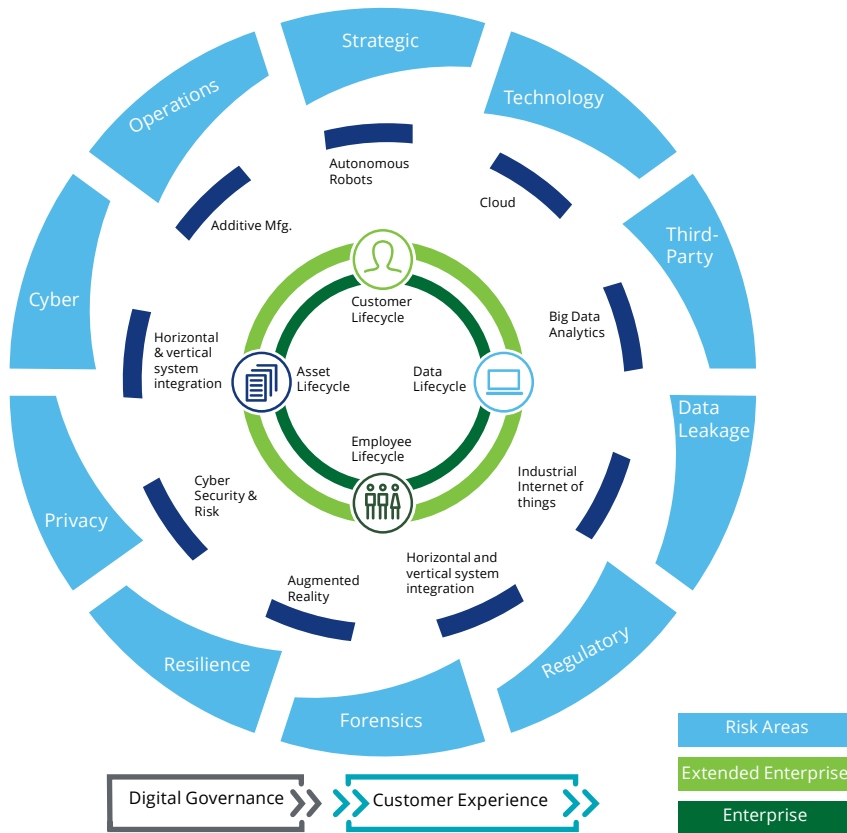 Strategic
Technology
Third-
Party
Data
Leakage
Regulatory
Forensics
Resilience
Privacy
Cyber
Operations
Autonomous
Robots
Cloud
Big Data
Analytics
Industrial
Internet of
things
Horizontal and
vertical system
integration
Augmented
Reality
Cyber
Security &
Risk
Horizontal
& vertical
system
integration
Additive Mfg.
Customer
Lifecycle
Data
Lifecycle
Employee
Lifecycle
Asset
Lifecycle
Digital Governance
Customer Experience
Risk Areas
Extended Enterprise
Enterprise